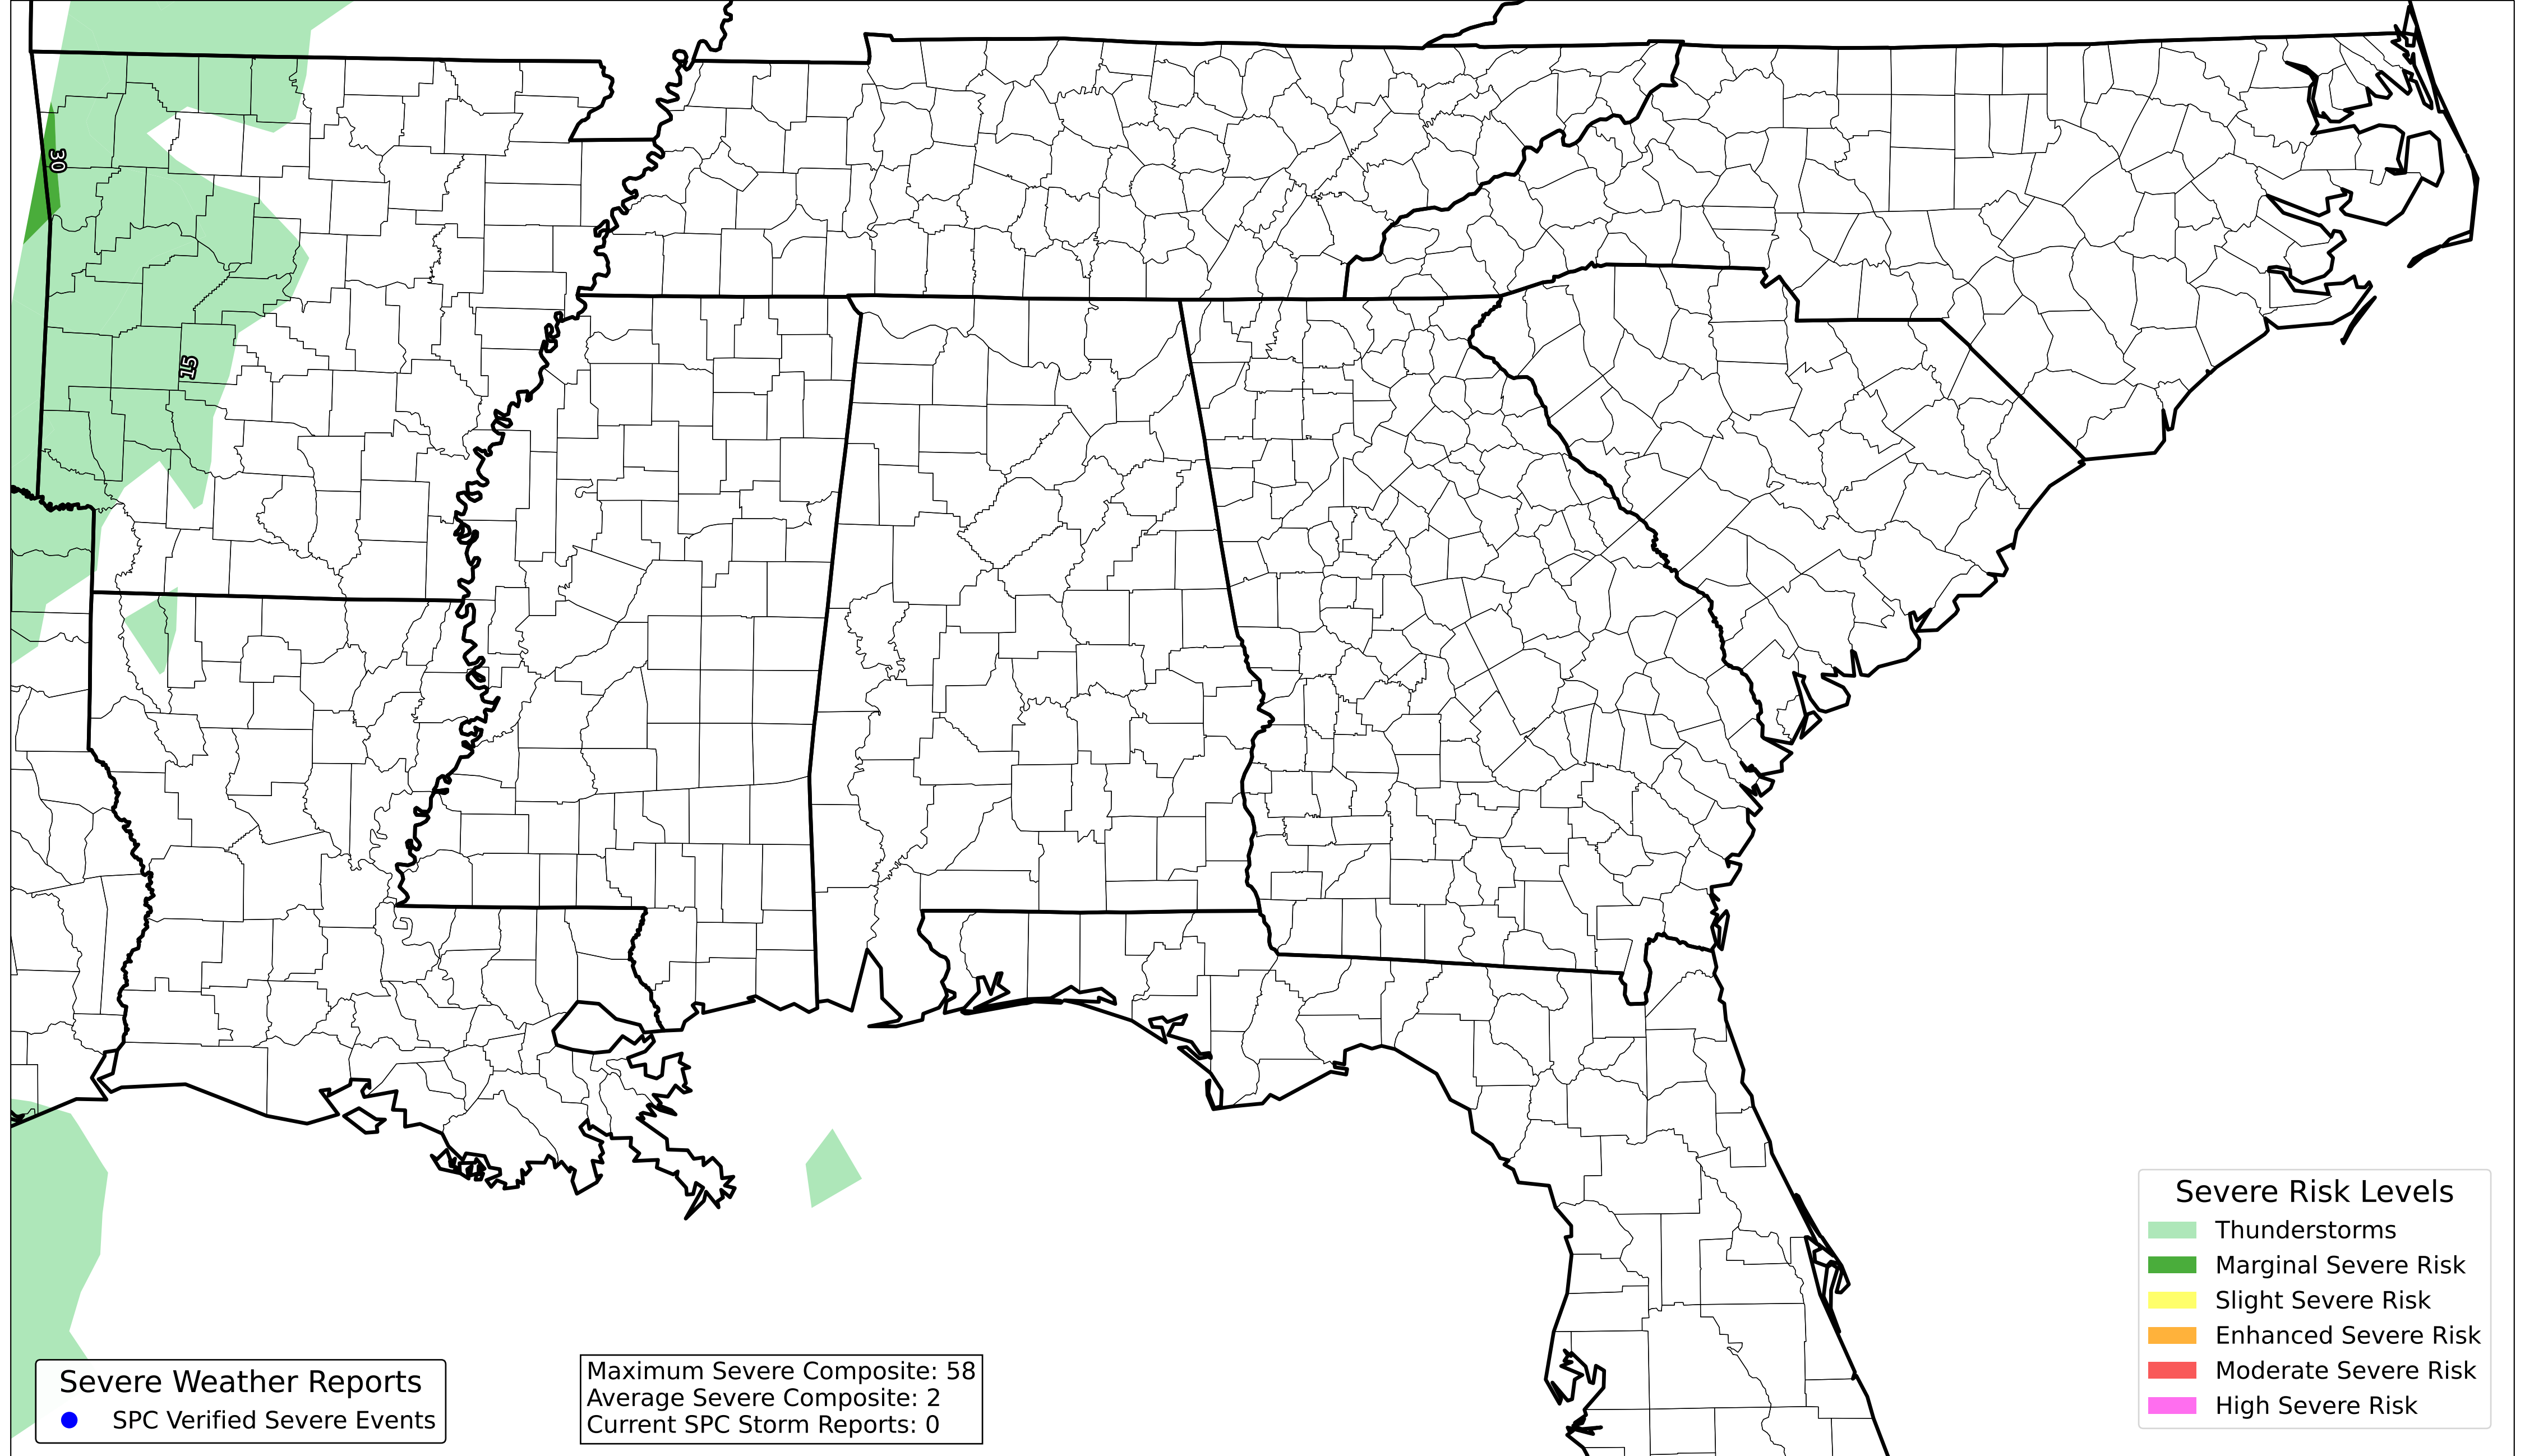 30
15
Severe Risk Levels
Thunderstorms
Marginal Severe Risk
Slight Severe Risk
Enhanced Severe Risk
Moderate Severe Risk
High Severe Risk
Severe Weather Reports
SPC Verified Severe Events
Maximum Severe Composite: 58
Average Severe Composite: 2
Current SPC Storm Reports: 0